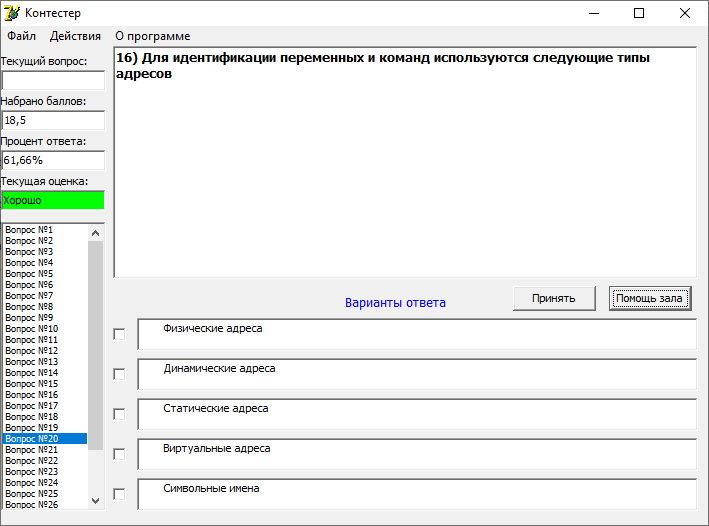 Контестер
Файл Действия О программе
Текущий вопрос:
Набрано баллов:
18,5
Процент ответа:
61,66%
Текущая оценка:
Хорошо
Вопрос №1
Вопрос №2
Вопрос №3
Вопрос №4
Вопрос №5
Вопрос №6
Вопрос №7
Вопрос №8
Вопрос №9
Вопрос №10
Вопрос №11
Вопрос №12
Вопрос №13
Вопрос №14
Вопрос №15
Вопрос №16
Вопрос №17
Вопрос №18
Вопрос №19
Вопрос №20
Вопрос №21
Вопрос №22
Вопрос №23
Вопрос №24
Вопрос №25
Вопрос №26
16) Для идентификации переменных и команд используются следующие типы
адресов
Варианты ответа
Принять
Помощь зала
Физические адреса
Динамические адреса
Статические адреса
Виртуальные адреса
Символьные имена